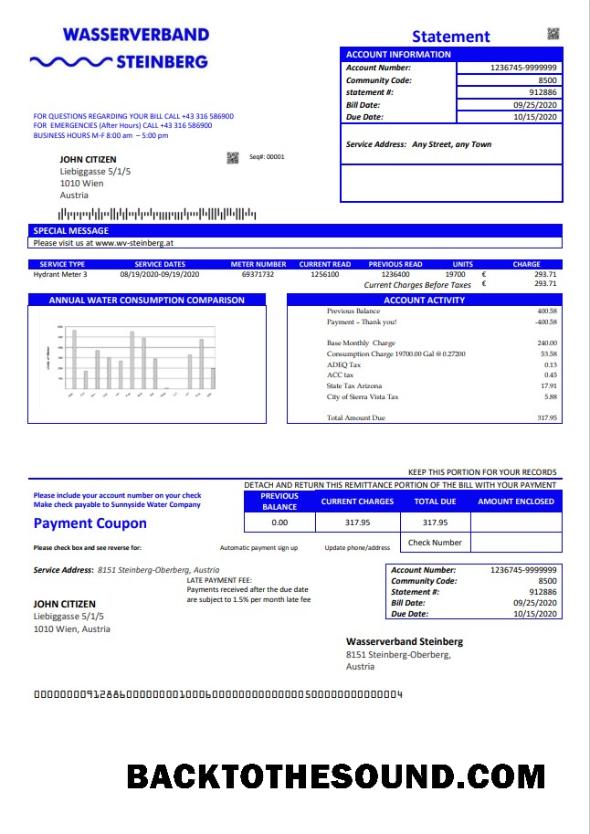 WASSERVERBAND
STEINBERG
Statement
ACCOUNT INFORMATION
Account Number: 1236745-9999999
Community Code: 8500
statement #: 912886
Bill Date: 09/25/2020
Due Date: 10/15/2020
Service Address: Any Street, any Town
FOR QUESTIONS REGARDING YOUR BILL CALL +43 316 586900
FOR EMERGENCIES (After Hours) CALL +43 316 586900
BUSINESS HOURS M-F 8:00 am – 5:00 pm
JOHN CITIZEN
Liebiggasse 5/1/5
1010 Wien
Austria
Seq#: 00001
SPECIAL MESSAGE
Please visit us at www.wv-steinberg.at
SERVICE TYPE SERVICE DATES METER NUMBER CURRENT READ PREVIOUS READ UNITS CHARGE
Hydrant Meter 3 08/19/2020-09/19/2020 69371732 1256100 1236400 19700 € 293.71
Current Charges Before Taxes € 293.71
ANNUAL WATER CONSUMPTION COMPARISON
ACCOUNT ACTIVITY
Previous Balance 400.58
Payment – Thank you! -400.58
Base Monthly Charge 240.00
Consumption Charge 19700.00 Gal @ 0.27200 53.58
ADEQ Tax 0.13
ACC tax 0.45
State Tax Arizona 17.91
City of Sierra Vista Tax 5.88
Total Amount Due 317.95
KEEP THIS PORTION FOR YOUR RECORDS
DETACH AND RETURN THIS REMITTANCE PORTION OF THE BILL WITH YOUR PAYMENT
Please include your account number on your check
Make check payable to Sunnyside Water Company
Payment Coupon
PREVIOUS BALANCE CURRENT CHARGES TOTAL DUE AMOUNT ENCLOSED
0.00 317.95 317.95
Check Number
Please check box and see reverse for: Automatic payment sign up Update phone/address
Service Address: 8151 Steinberg-Oberberg, Austria
LATE PAYMENT FEE:
Payments received after the due date
are subject to 1.5% per month late fee
JOHN CITIZEN
Liebiggasse 5/1/5
1010 Wien, Austria
Account Number: 1236745-9999999
Community Code: 8500
Statement #: 912886
Bill Date: 09/25/2020
Due Date: 10/15/2020
Wasserverband Steinberg
8151 Steinberg-Oberberg,
Austria
BACKTOTHESOUND.COM